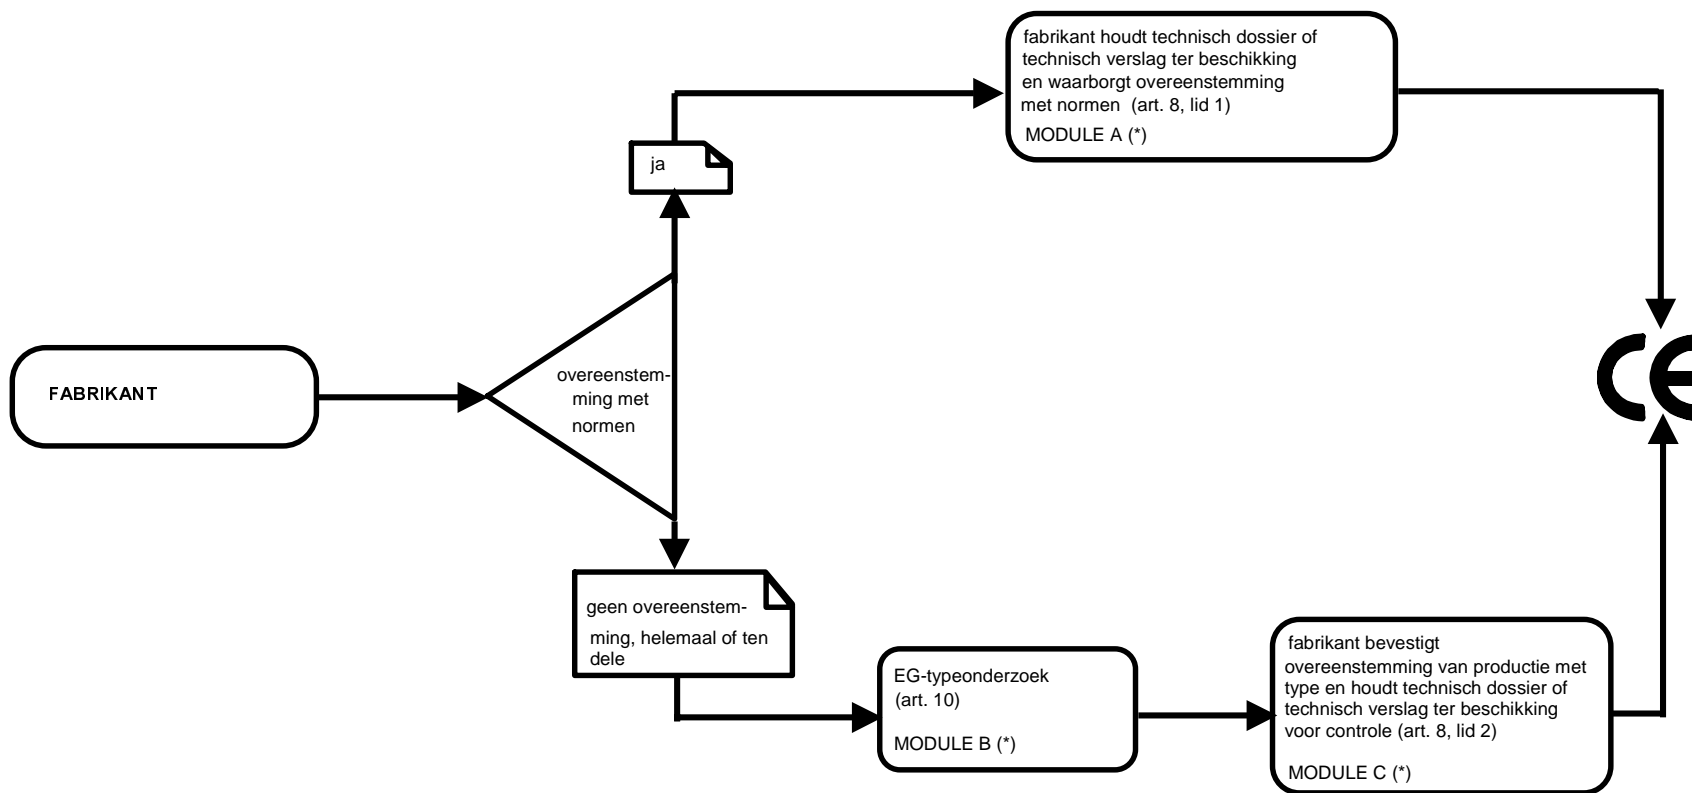 fabrikant houdt technisch dossier of
technisch verslag ter beschikking
en waarborgt overeenstemming
met normen (art. 8, lid 1)
MODULE A (*)
ja
FABRIKANT
overeenstem-
ming met
normen
CE
geen overeenstem-
ming, helemaal of ten
dele
EG-typeonderzoek
(art. 10)
MODULE B (*)
fabrikant bevestigt
overeenstemming van productie met
type en houdt technisch dossier of
technisch verslag ter beschikking
voor controle (art. 8, lid 2)
MODULE C (*)